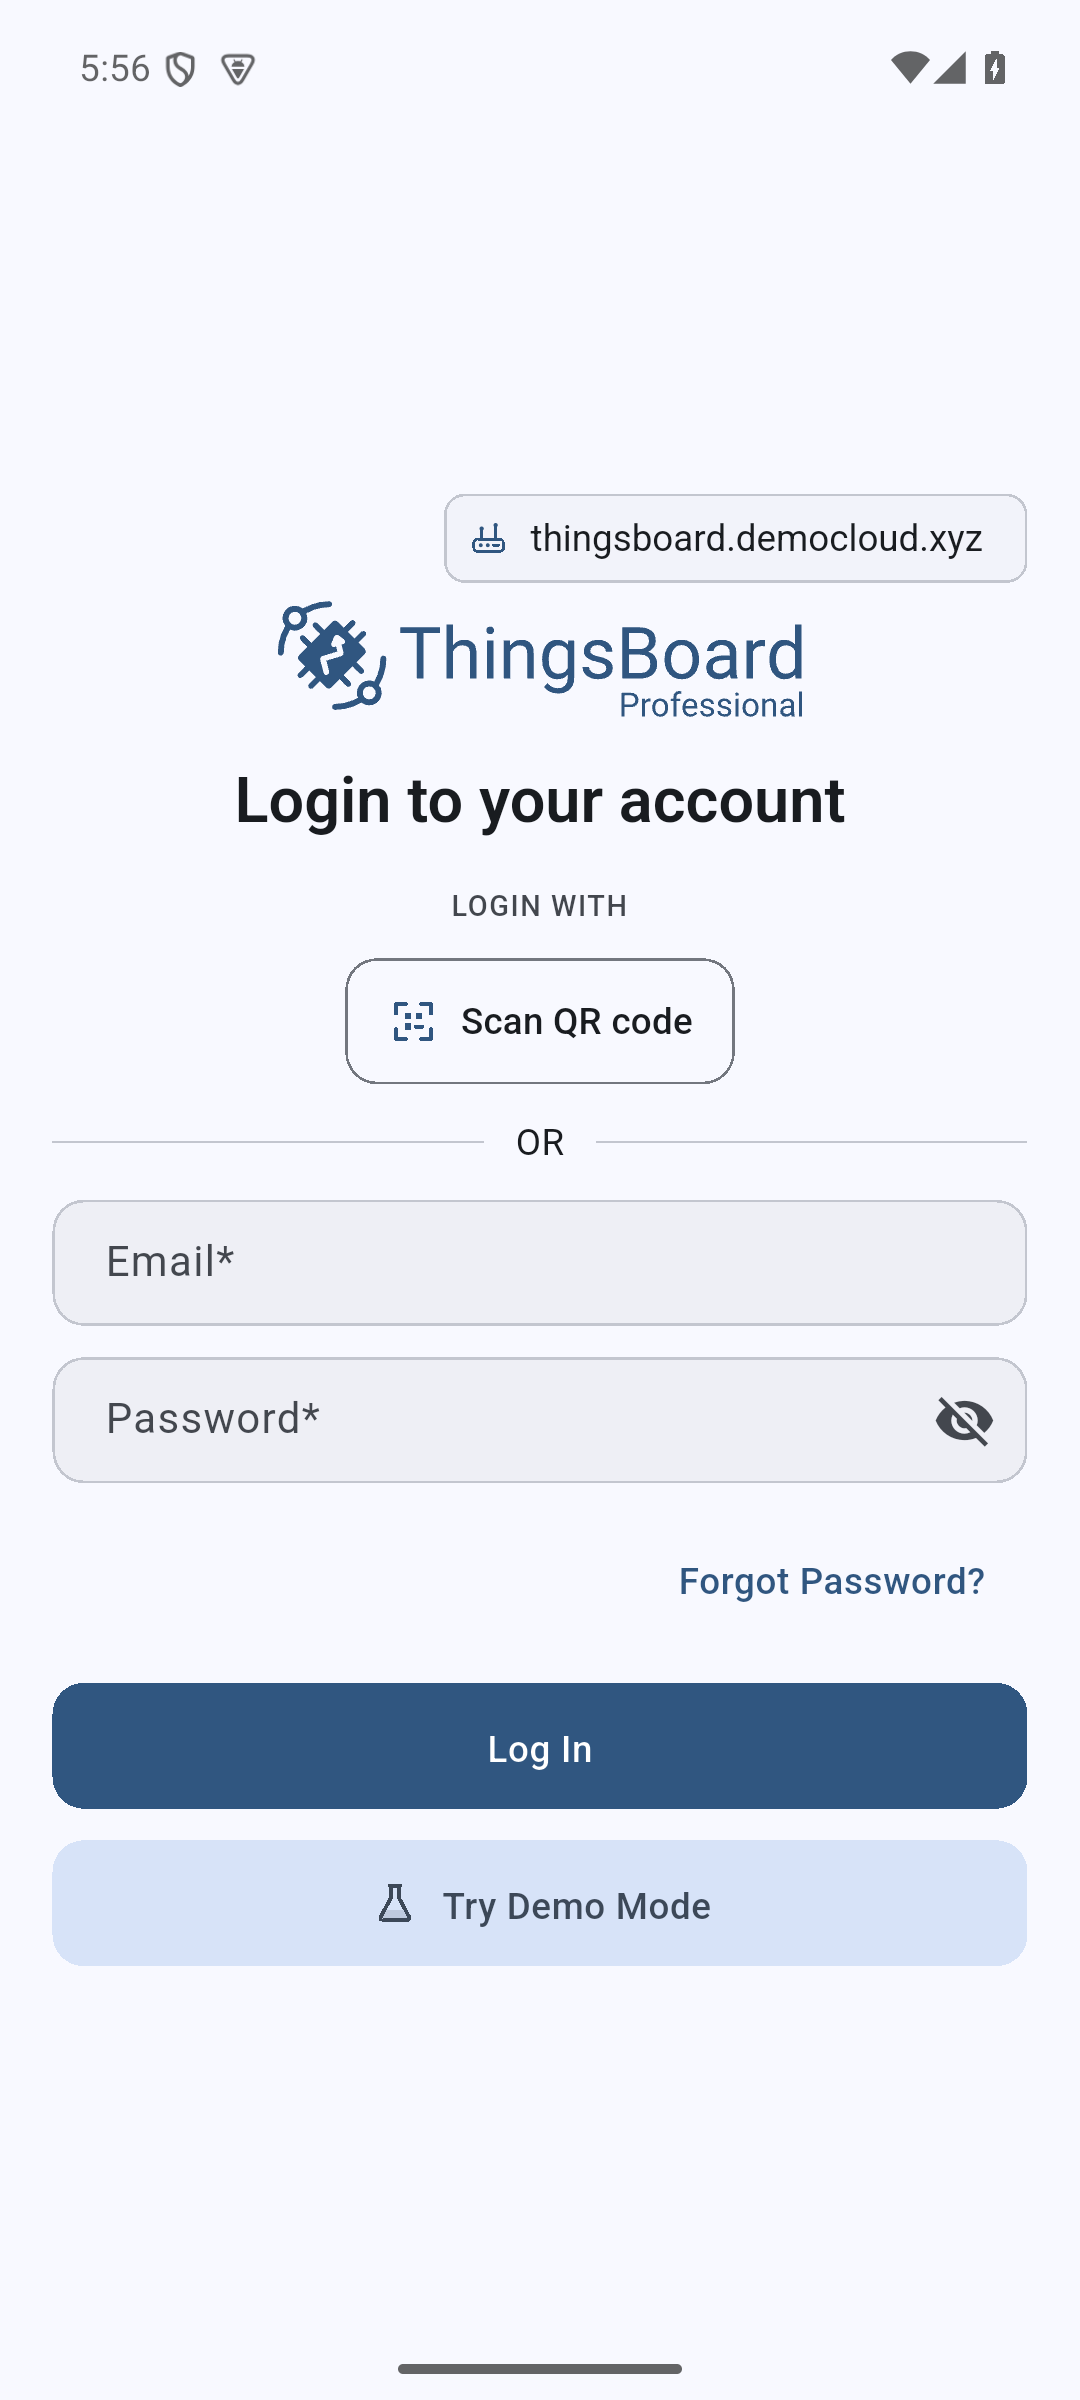 5:56
thingsboard.democloud.xyz
ThingsBoard
Professional
Login to your account
LOGIN WITH
Scan QR code
OR
Email*
Password*
Forgot Password?
Log In
Try Demo Mode